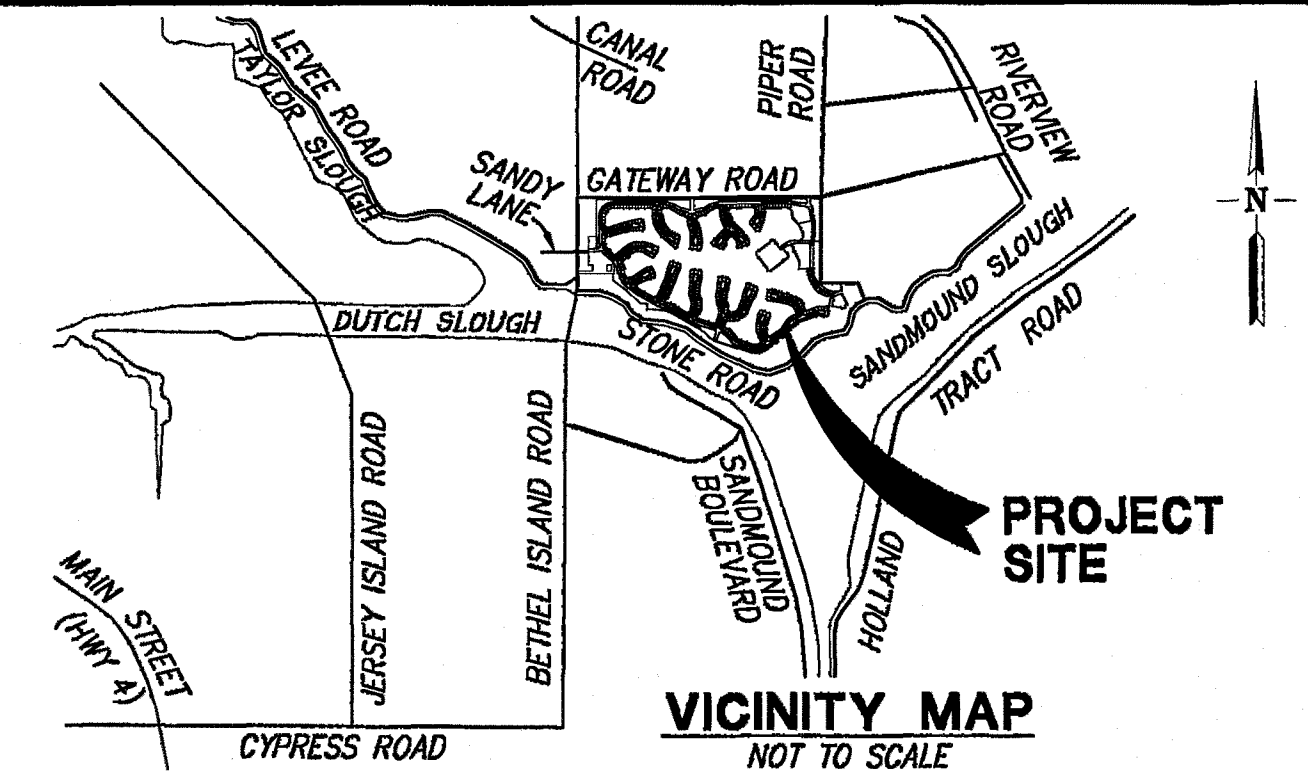 CANAL
ROAD
PIPER
ROAD
RIVERVIEW
ROAD
LEVEE ROAD
TAYLOR SLOUGH
SANDY
LANE
GATEWAY ROAD
N
DUTCH SLOUGH
STONE ROAD
SANDMOUND SLOUGH
HOLLAND
TRACT ROAD
JERSEY ISLAND ROAD
BETHEL ISLAND ROAD
SANDMOUND
BOULEVARD
PROJECT
SITE
MAIN STREET
(HWY 4)
CYPRESS ROAD
VICINITY MAP
NOT TO SCALE